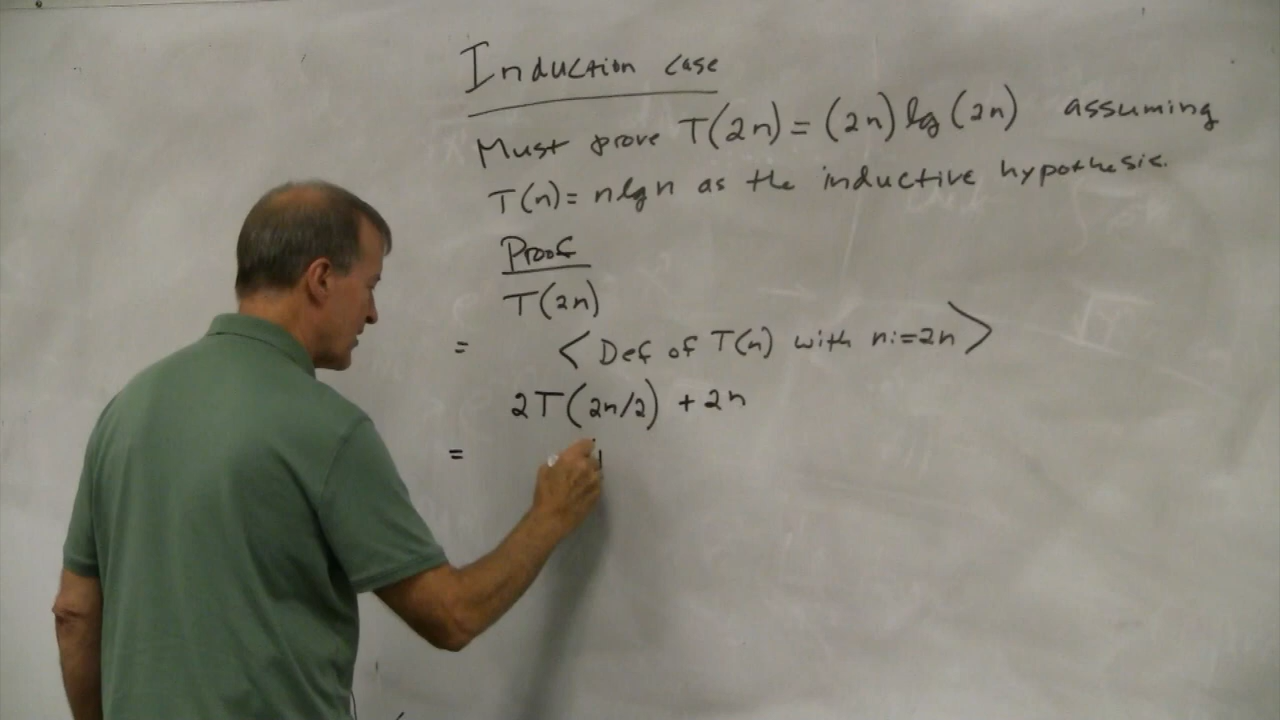 Induction case
Must prove T(2n) = (2n) lg (2n) assuming
T(n) = n lg n as the inductive hypothesis.
Proof
T(2n)
= < Def of T(n) with n:=2n >
2T(2n/2) + 2n
=